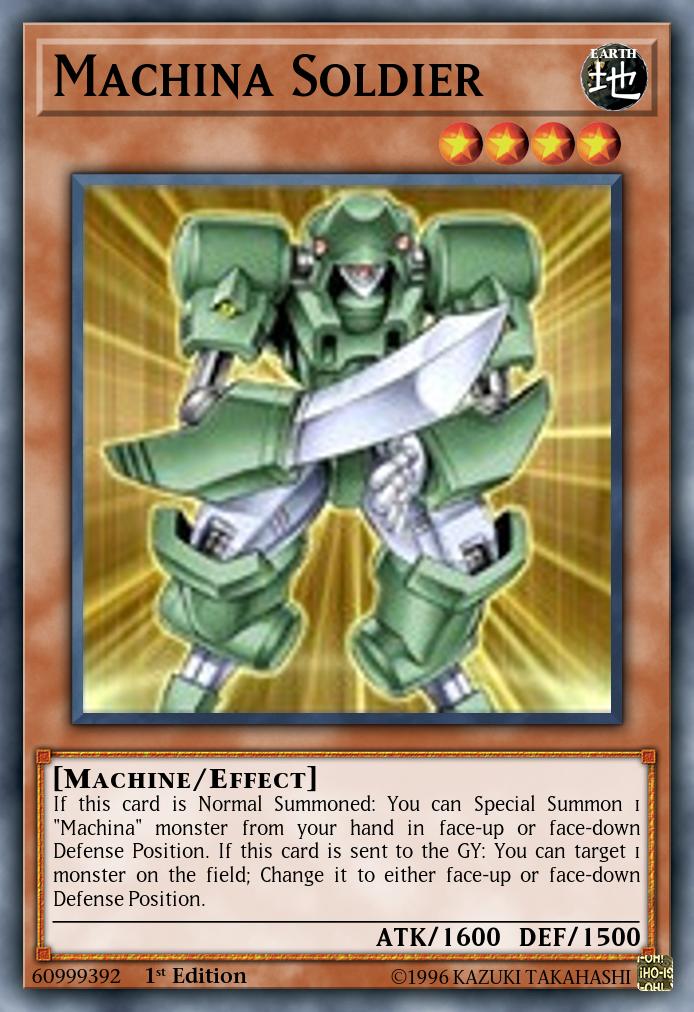 Machina Soldier
EARTH
地
[Machine/Effect]
If this card is Normal Summoned: You can Special Summon 1
"Machina" monster from your hand in face-up or face-down
Defense Position. If this card is sent to the GY: You can target 1
monster on the field; Change it to either face-up or face-down
Defense Position.
ATK/1600 DEF/1500
60999392 1st Edition ©1996 KAZUKI TAKAHASHI